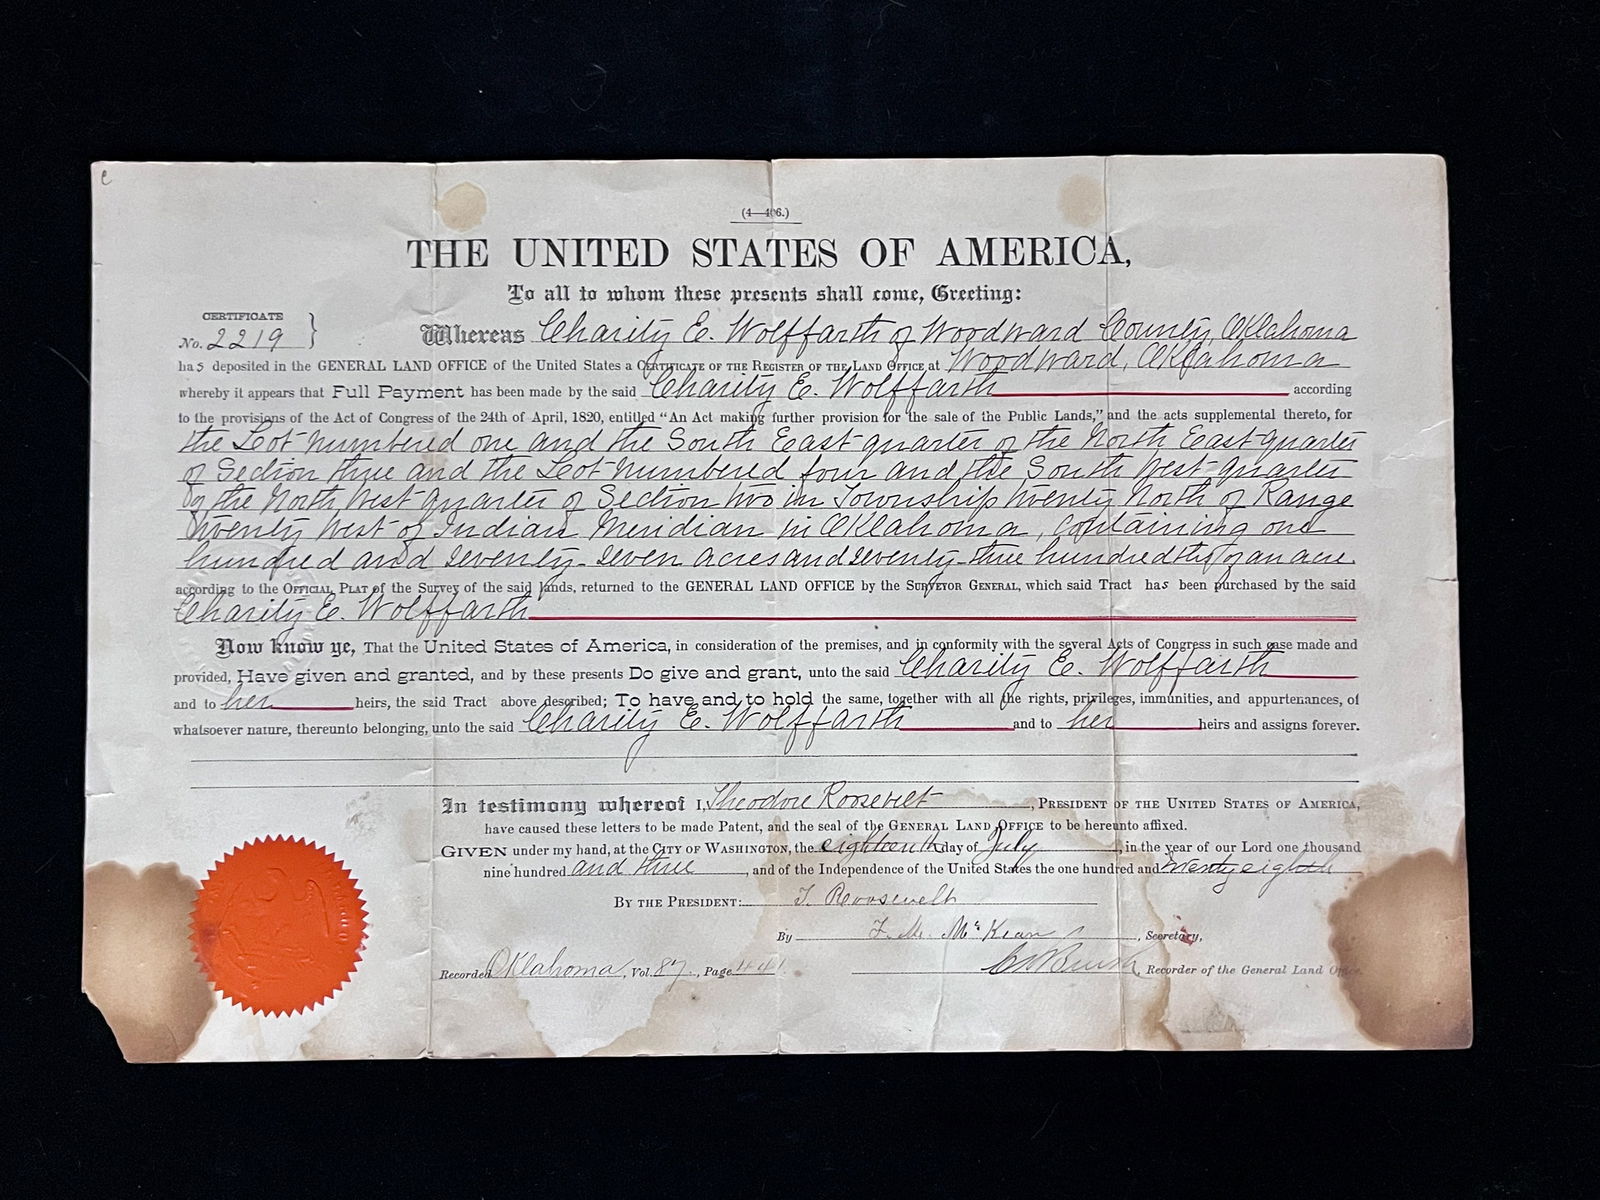 e
(4—406.)
THE UNITED STATES OF AMERICA,
To all to whom these presents shall come, Greeting:
CERTIFICATE
No. 2219 }
Whereas Charity E. Wolffarth of Woodward County, Oklahoma
has deposited in the GENERAL LAND OFFICE of the United States a CERTIFICATE OF THE REGISTER OF THE LAND OFFICE at Woodward, Oklahoma
whereby it appears that Full Payment has been made by the said Charity E. Wolffarth according
to the provisions of the Act of Congress of the 24th of April, 1820, entitled "An Act making further provision for the sale of the Public Lands," and the acts supplemental thereto, for
the Lot numbered one and the South East quarter of the North East quarter
of Section three and the Lot numbered four and the South West quarter
of the North West quarter of Section two in Township twenty North of Range
twenty West of Indian Meridian in Oklahoma, containing one
hundred and seventy-seven acres and seventy-three hundredths of an acre
according to the OFFICIAL PLAT of the Survey of the said lands, returned to the GENERAL LAND OFFICE by the SURVEYOR GENERAL, which said Tract has been purchased by the said
Charity E. Wolffarth
Now know ye, That the United States of America, in consideration of the premises, and in conformity with the several Acts of Congress in such case made and
provided, Have given and granted, and by these presents Do give and grant, unto the said Charity E. Wolffarth
and to her heirs, the said Tract above described; To have and to hold the same, together with all the rights, privileges, immunities, and appurtenances, of
whatsoever nature, thereunto belonging, unto the said Charity E. Wolffarth and to her heirs and assigns forever.
In testimony whereof I, Theodore Roosevelt, PRESIDENT OF THE UNITED STATES OF AMERICA,
have caused these letters to be made Patent, and the seal of the GENERAL LAND OFFICE to be hereunto affixed.
GIVEN under my hand, at the CITY OF WASHINGTON, the eighteenth day of July, in the year of our Lord one thousand
nine hundred and three, and of the Independence of the United States the one hundred and twenty eighth
BY THE PRESIDENT: T. Roosevelt
By F. M. McKean, Secretary,
Recorded Oklahoma, Vol. 87, Page 441
C H Brush, Recorder of the General Land Office.